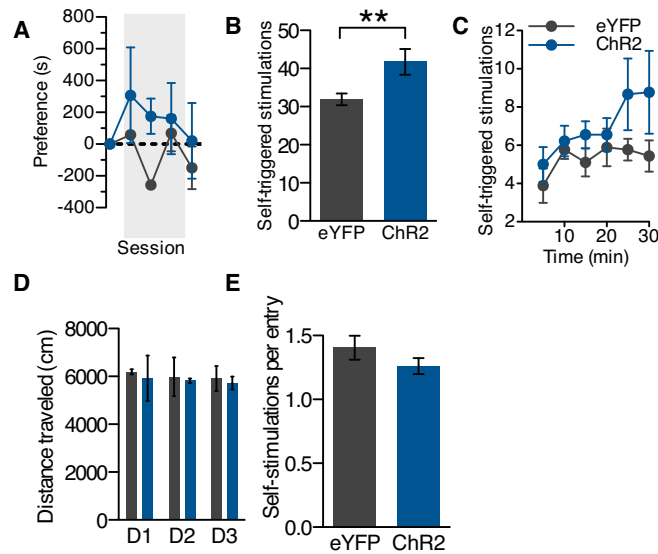 A
Preference (s)
800
600
400
200
0
-200
-400
Session
B
Self-triggered stimulations
**
50
40
30
20
10
0
eYFP ChR2
C
Self-triggered stimulations
eYFP
ChR2
12
10
8
6
4
2
10 20 30
Time (min)
D
Distance traveled (cm)
8000
6000
4000
2000
0
D1 D2 D3
E
Self-stimulations per entry
1.5
1.0
0.5
0.0
eYFP ChR2